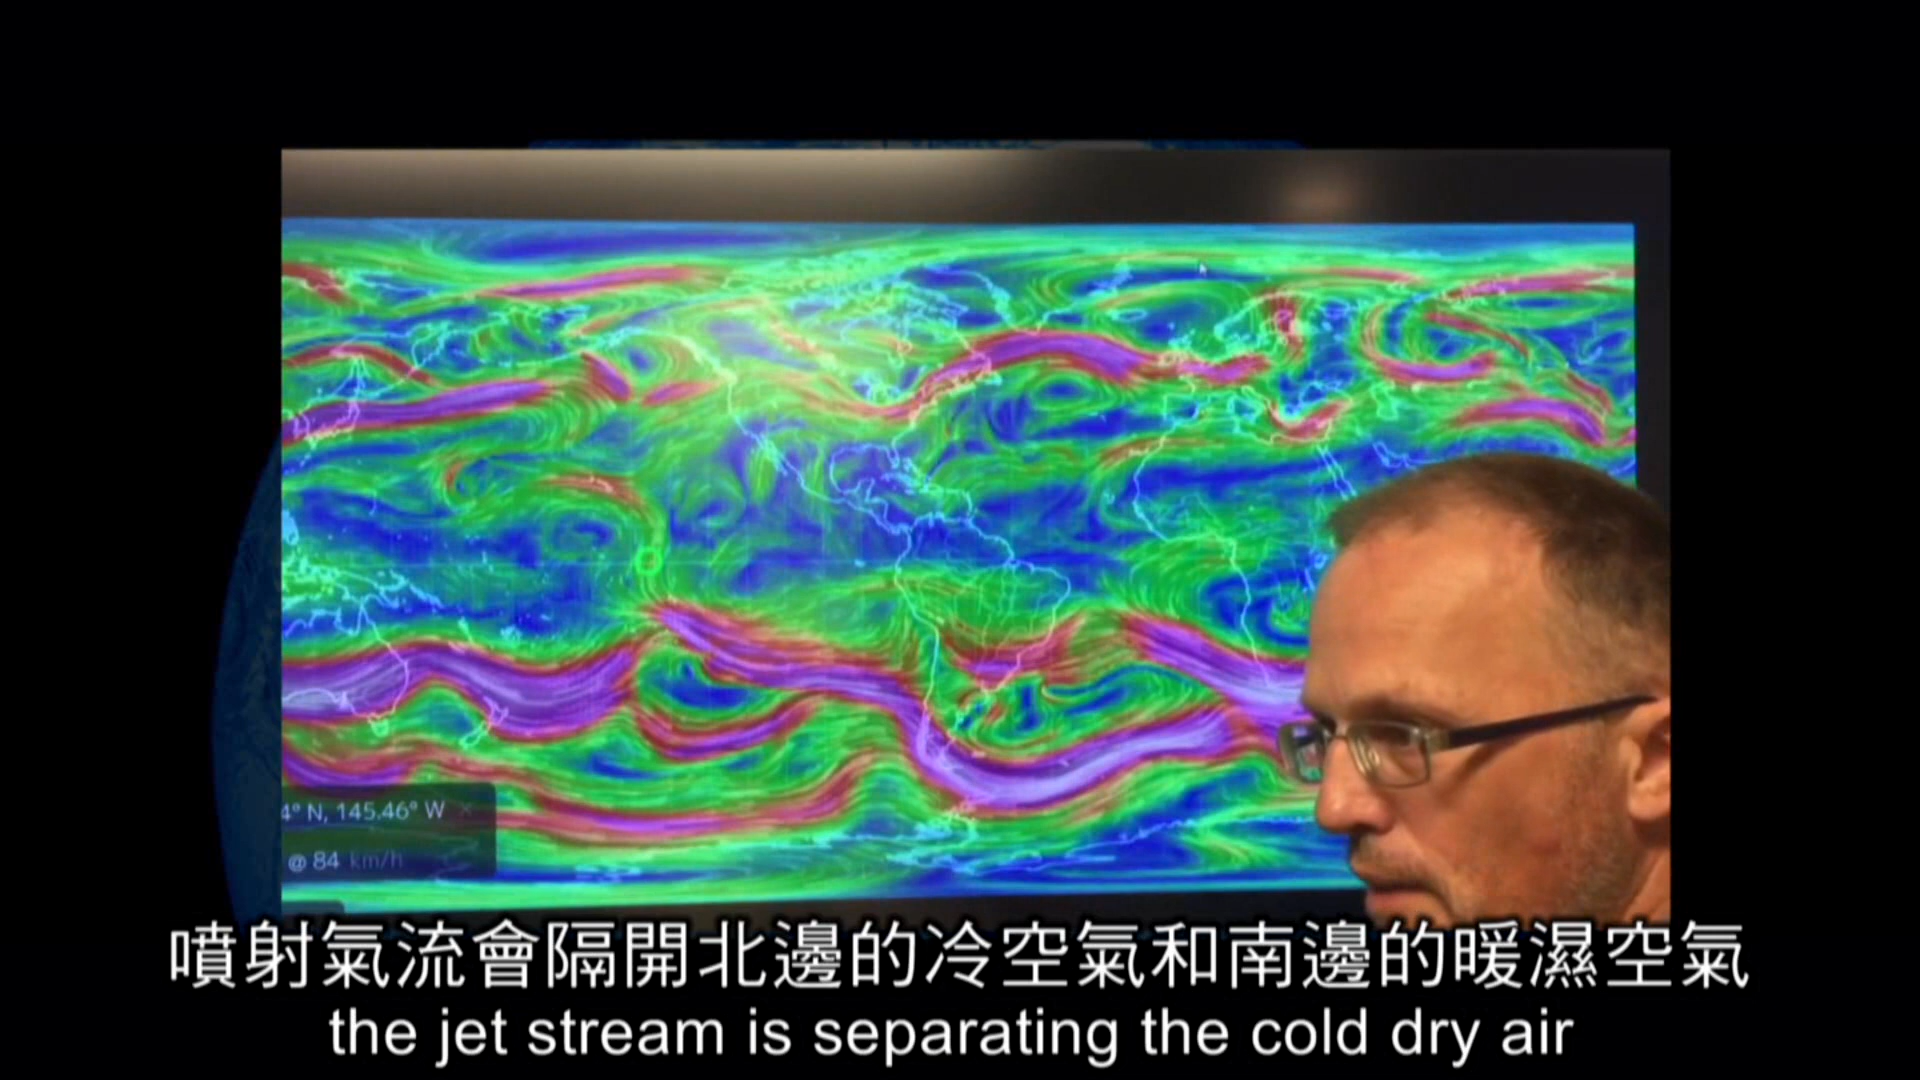 4° N, 145.46° W ×
@ 84 km/h
噴射氣流會隔開北邊的冷空氣和南邊的暖濕空氣
the jet stream is separating the cold dry air